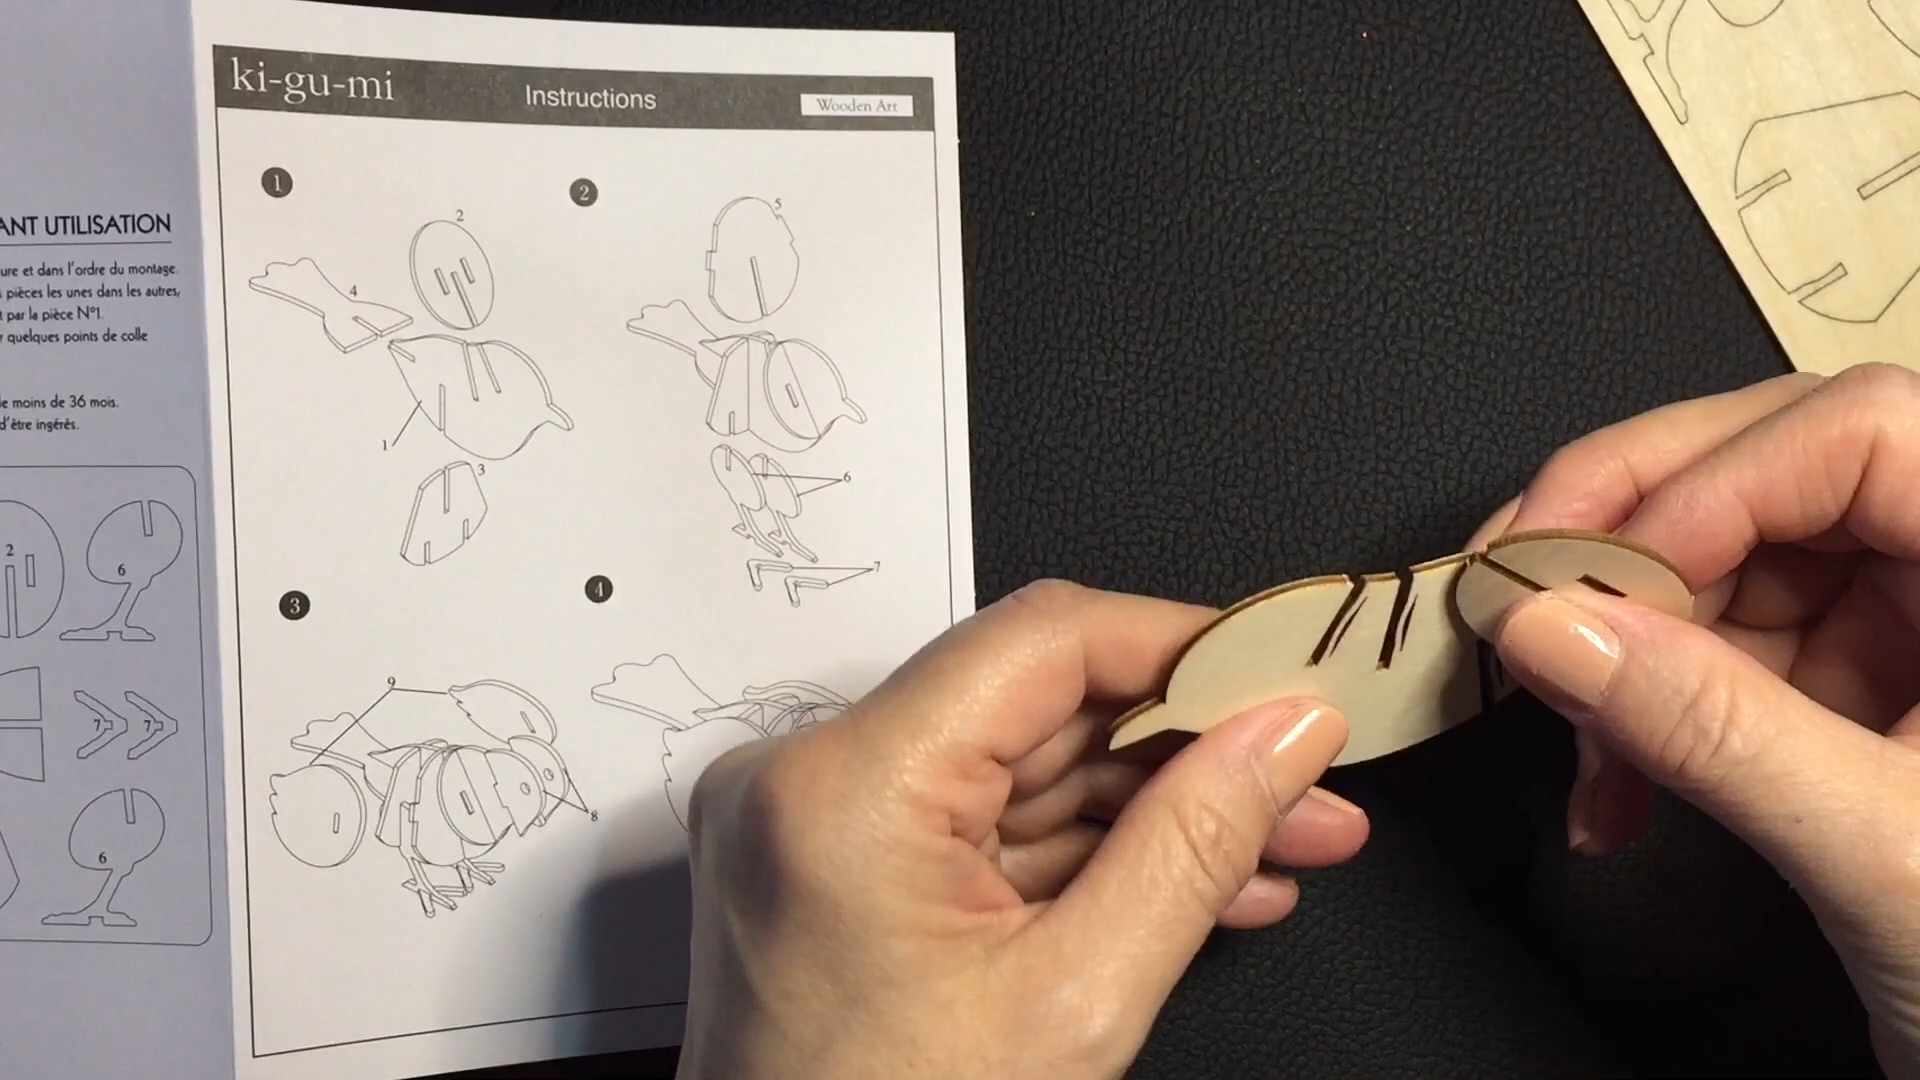 ANT UTILISATION
ure et dans l'ordre du montage.
pièces les unes dans les autres,
t par la pièce N°1.
quelques points de colle
le moins de 36 mois.
d'être ingérés.
2
6
7
7
6
ki-gu-mi
Instructions
Wooden Art
1
2
4
1
3
2
5
6
7
3
9
8
4